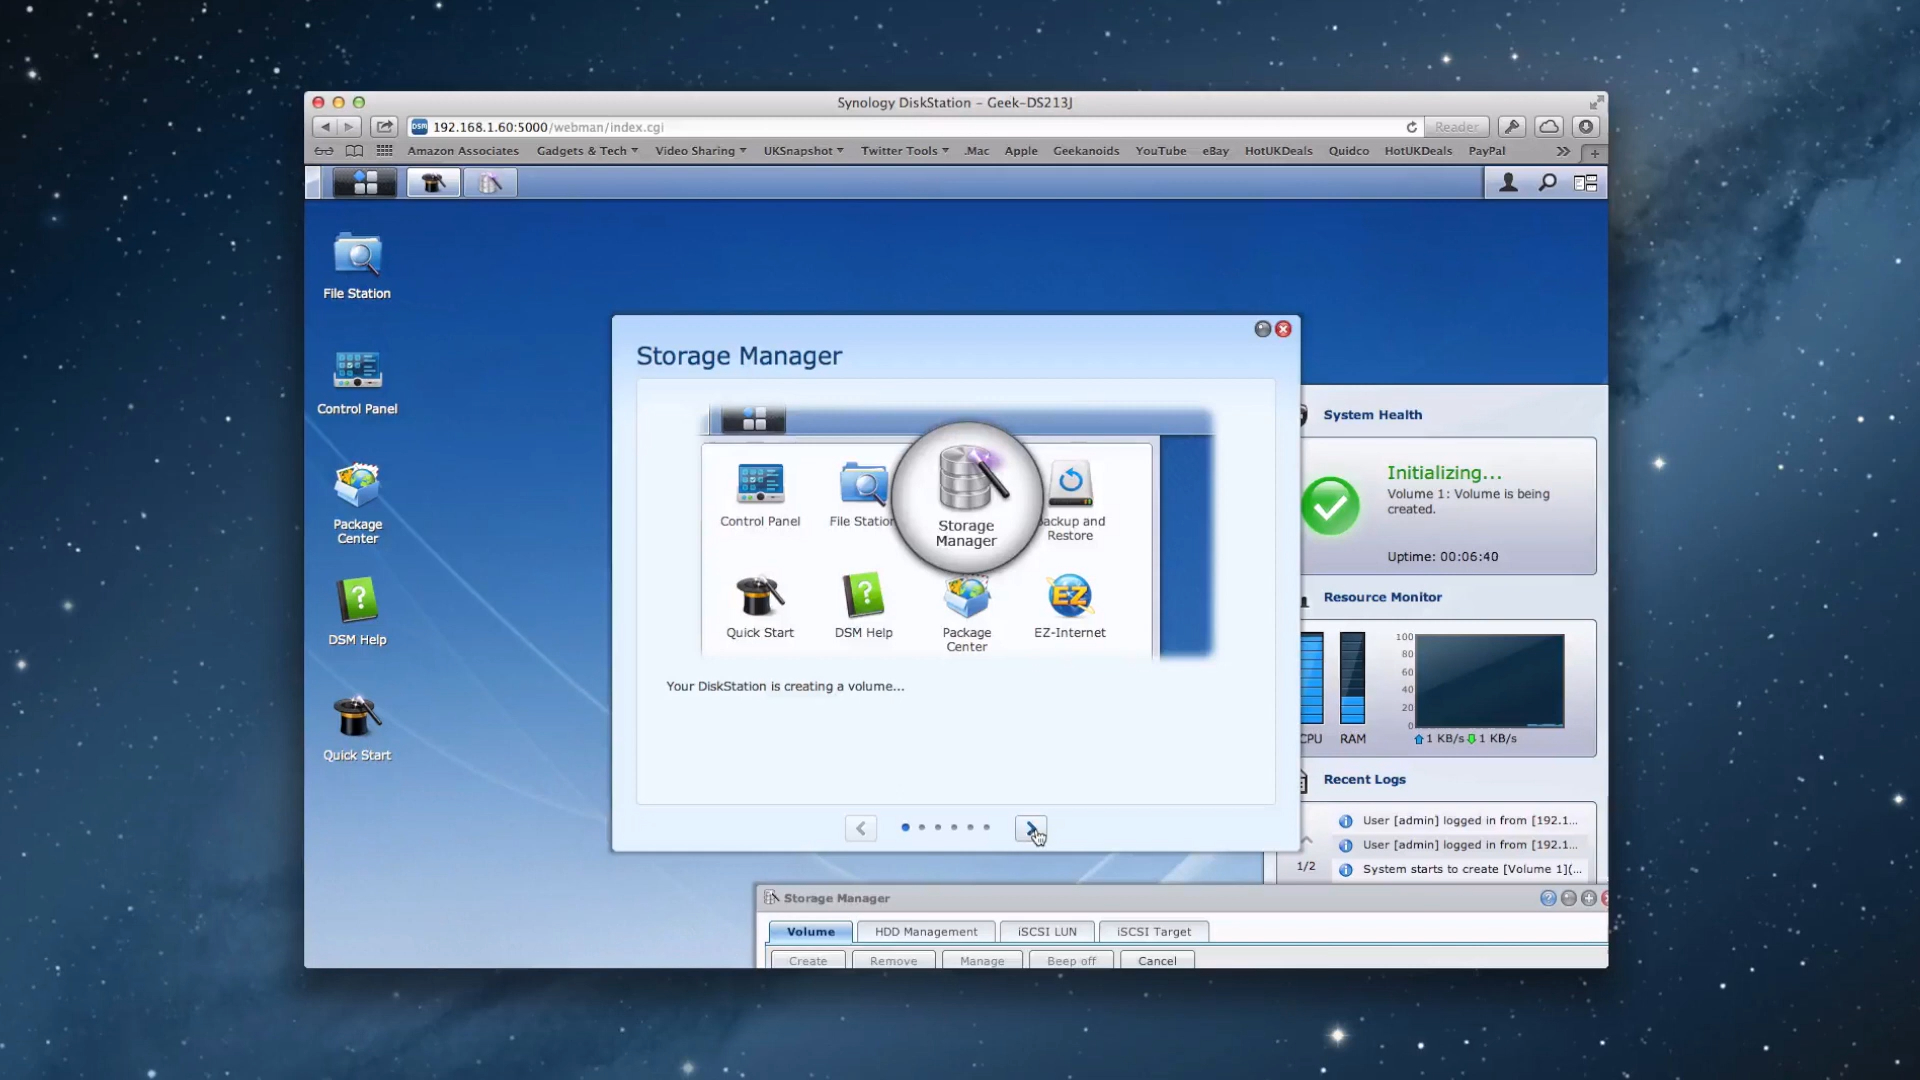 Synology DiskStation – Geek-DS213J
DSM 192.168.1.60:5000/webman/index.cgi
Reader
Amazon Associates Gadgets & Tech Video Sharing UKSnapshot Twitter Tools .Mac Apple Geekanoids YouTube eBay HotUKDeals Quidco HotUKDeals PayPal
File Station
Control Panel
Package
Center
DSM Help
Quick Start
Storage Manager
Control Panel
File Station
Storage
Manager
Backup and
Restore
Quick Start
DSM Help
Package
Center
EZ
EZ-Internet
Your DiskStation is creating a volume...
System Health
Initializing...
Volume 1: Volume is being
created.
Uptime: 00:06:40
Resource Monitor
100
80
60
40
20
0
CPU RAM 1 KB/s 1 KB/s
Recent Logs
User [admin] logged in from [192.1...
User [admin] logged in from [192.1...
1/2
System starts to create [Volume 1](...
Storage Manager
Volume HDD Management iSCSI LUN iSCSI Target
Create Remove Manage Beep off Cancel